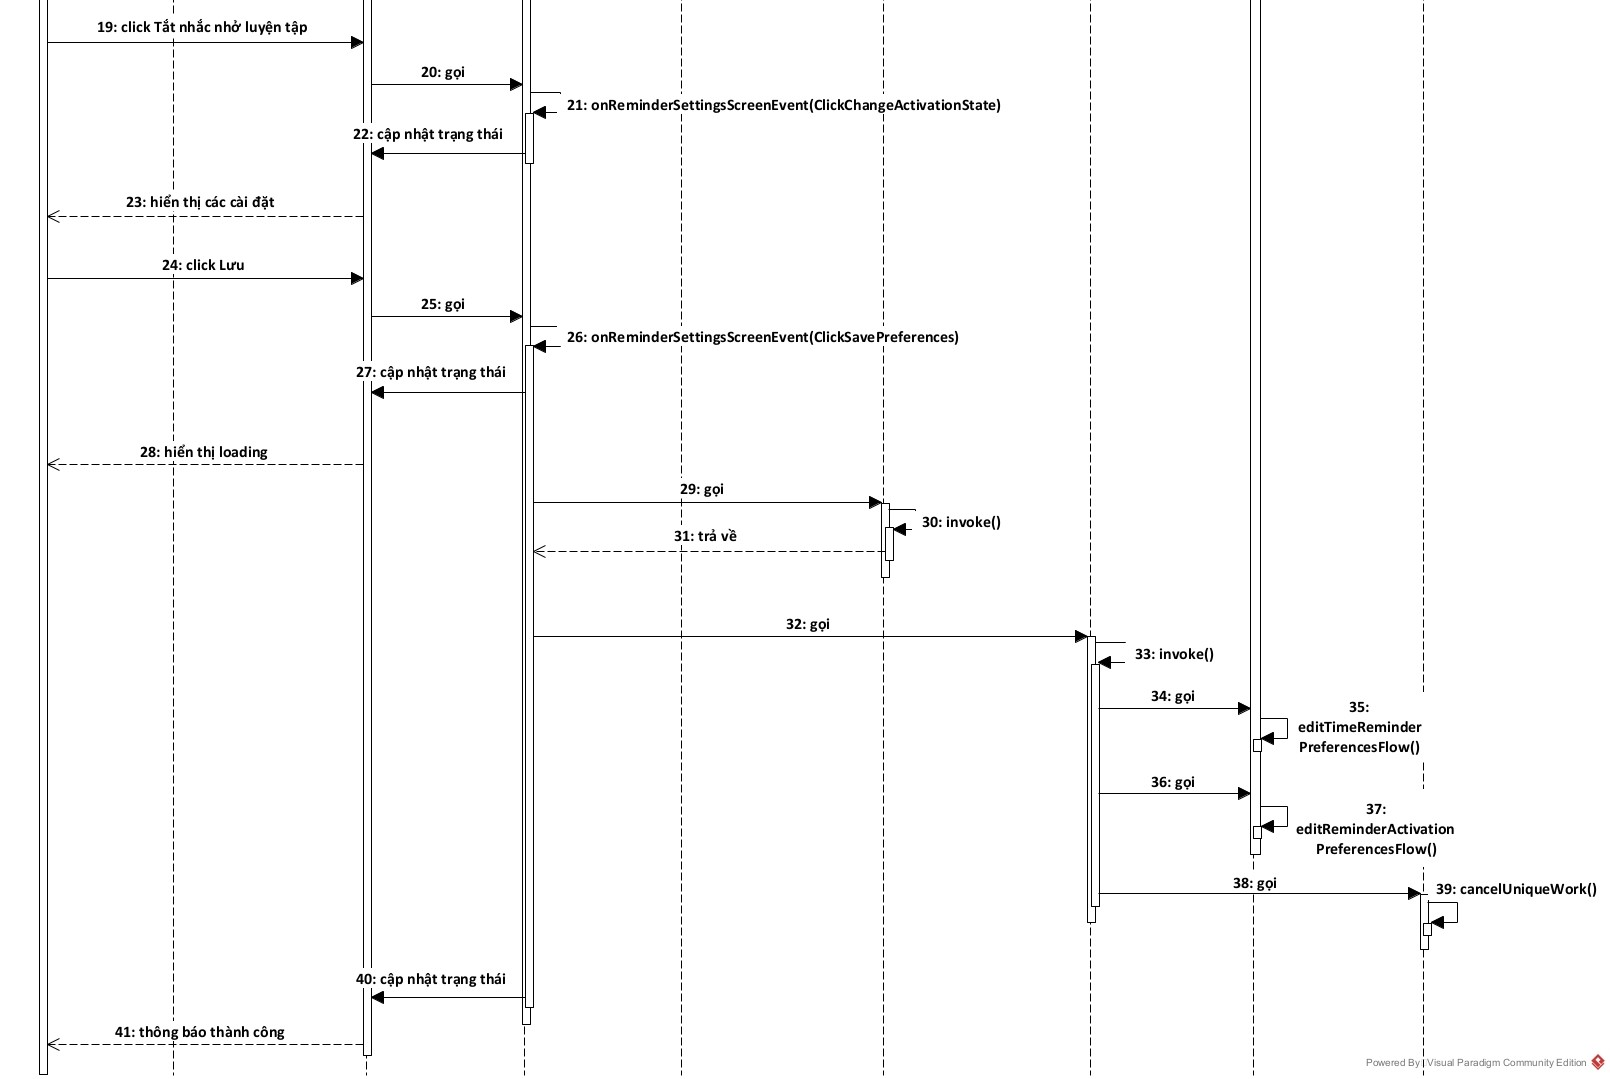 19: click Tắt nhắc nhở luyện tập
20: gọi
21: onReminderSettingsScreenEvent(ClickChangeActivationState)
22: cập nhật trạng thái
23: hiển thị các cài đặt
24: click Lưu
25: gọi
26: onReminderSettingsScreenEvent(ClickSavePreferences)
27: cập nhật trạng thái
28: hiển thị loading
29: gọi
30: invoke()
31: trả về
32: gọi
33: invoke()
34: gọi
35:
editTimeReminder
PreferencesFlow()
36: gọi
37:
editReminderActivation
PreferencesFlow()
38: gọi
39: cancelUniqueWork()
40: cập nhật trạng thái
41: thông báo thành công
Powered By Visual Paradigm Community Edition